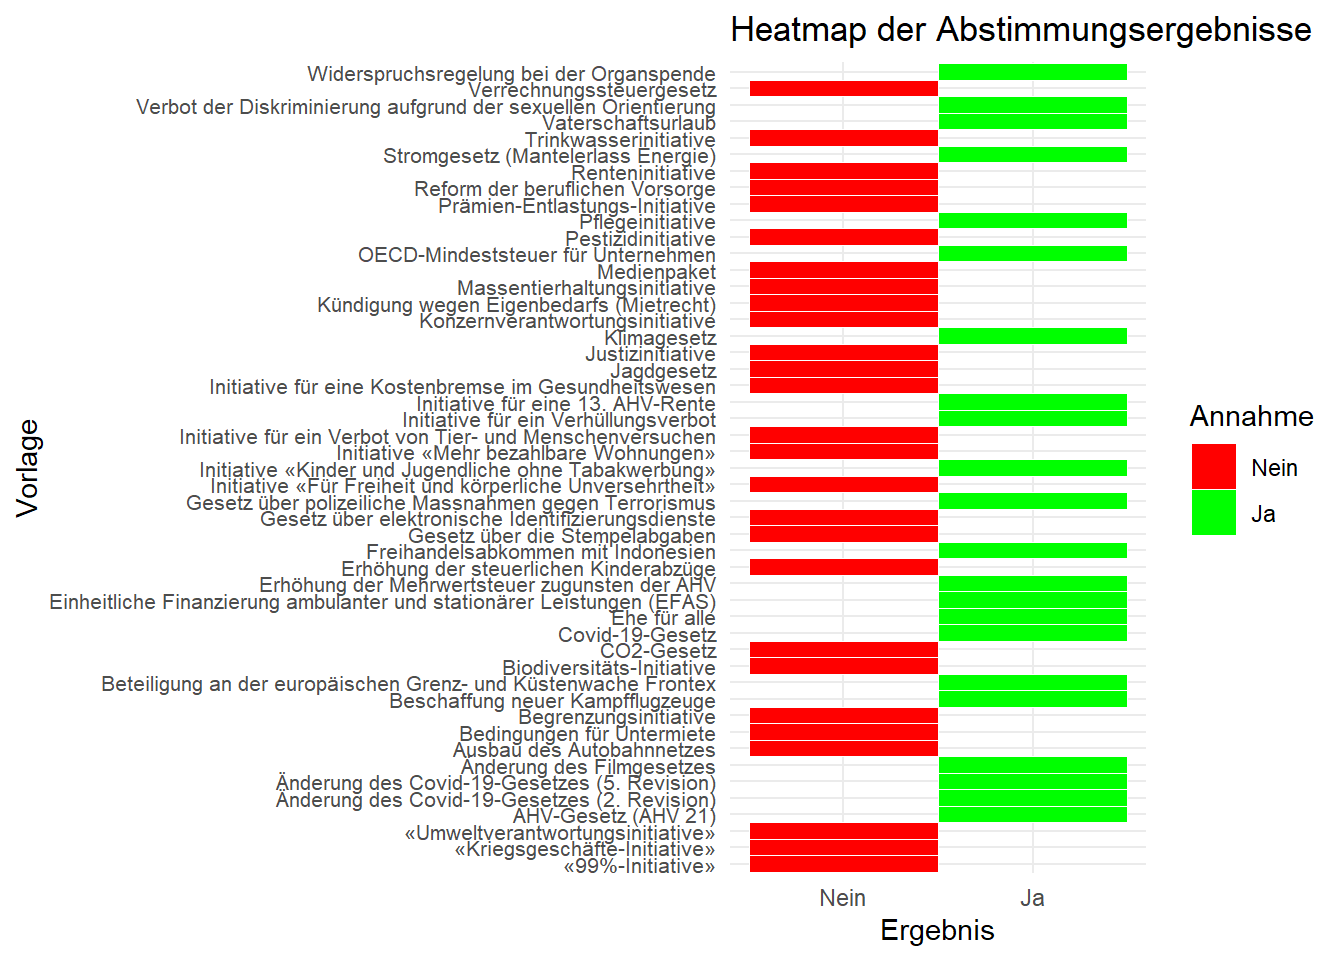 Heatmap der Abstimmungsergebnisse
Widerspruchsregelung bei der Organspende
Verrechnungssteuergesetz
Verbot der Diskriminierung aufgrund der sexuellen Orientierung
Vaterschaftsurlaub
Trinkwasserinitiative
Stromgesetz (Mantelerlass Energie)
Renteninitiative
Reform der beruflichen Vorsorge
Prämien-Entlastungs-Initiative
Pflegeinitiative
Pestizidinitiative
OECD-Mindeststeuer für Unternehmen
Medienpaket
Massentierhaltungsinitiative
Kündigung wegen Eigenbedarfs (Mietrecht)
Konzernverantwortungsinitiative
Klimagesetz
Justizinitiative
Jagdgesetz
Initiative für eine Kostenbremse im Gesundheitswesen
Initiative für eine 13. AHV-Rente
Initiative für ein Verhüllungsverbot
Initiative für ein Verbot von Tier- und Menschenversuchen
Initiative «Mehr bezahlbare Wohnungen»
Initiative «Kinder und Jugendliche ohne Tabakwerbung»
Initiative «Für Freiheit und körperliche Unversehrtheit»
Gesetz über polizeiliche Massnahmen gegen Terrorismus
Gesetz über elektronische Identifizierungsdienste
Gesetz über die Stempelabgaben
Freihandelsabkommen mit Indonesien
Erhöhung der steuerlichen Kinderabzüge
Erhöhung der Mehrwertsteuer zugunsten der AHV
Einheitliche Finanzierung ambulanter und stationärer Leistungen (EFAS)
Ehe für alle
Covid-19-Gesetz
CO2-Gesetz
Biodiversitäts-Initiative
Beteiligung an der europäischen Grenz- und Küstenwache Frontex
Beschaffung neuer Kampfflugzeuge
Begrenzungsinitiative
Bedingungen für Untermiete
Ausbau des Autobahnnetzes
Änderung des Filmgesetzes
Änderung des Covid-19-Gesetzes (5. Revision)
Änderung des Covid-19-Gesetzes (2. Revision)
AHV-Gesetz (AHV 21)
«Umweltverantwortungsinitiative»
«Kriegsgeschäfte-Initiative»
«99%-Initiative»
Vorlage
Nein
Ja
Ergebnis
Annahme
Nein
Ja